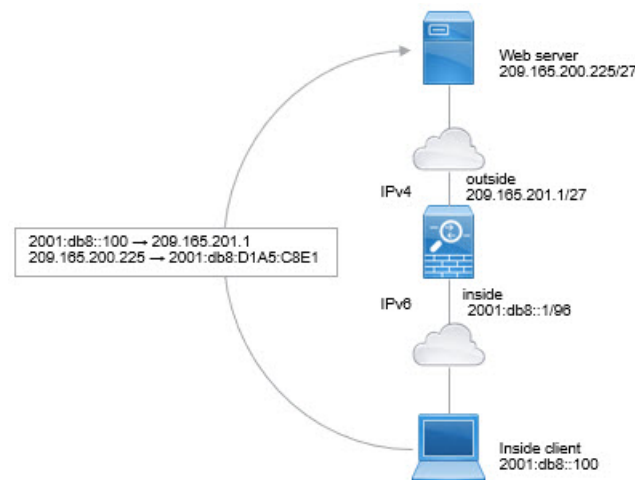 Web server
209.165.200.225/27
outside
IPv4
209.165.201.1/27
2001:db8::100 → 209.165.201.1
209.165.200.225 → 2001:db8:D1A5:C8E1
inside
IPv6
2001:db8::1/96
Inside client
2001:db8::100